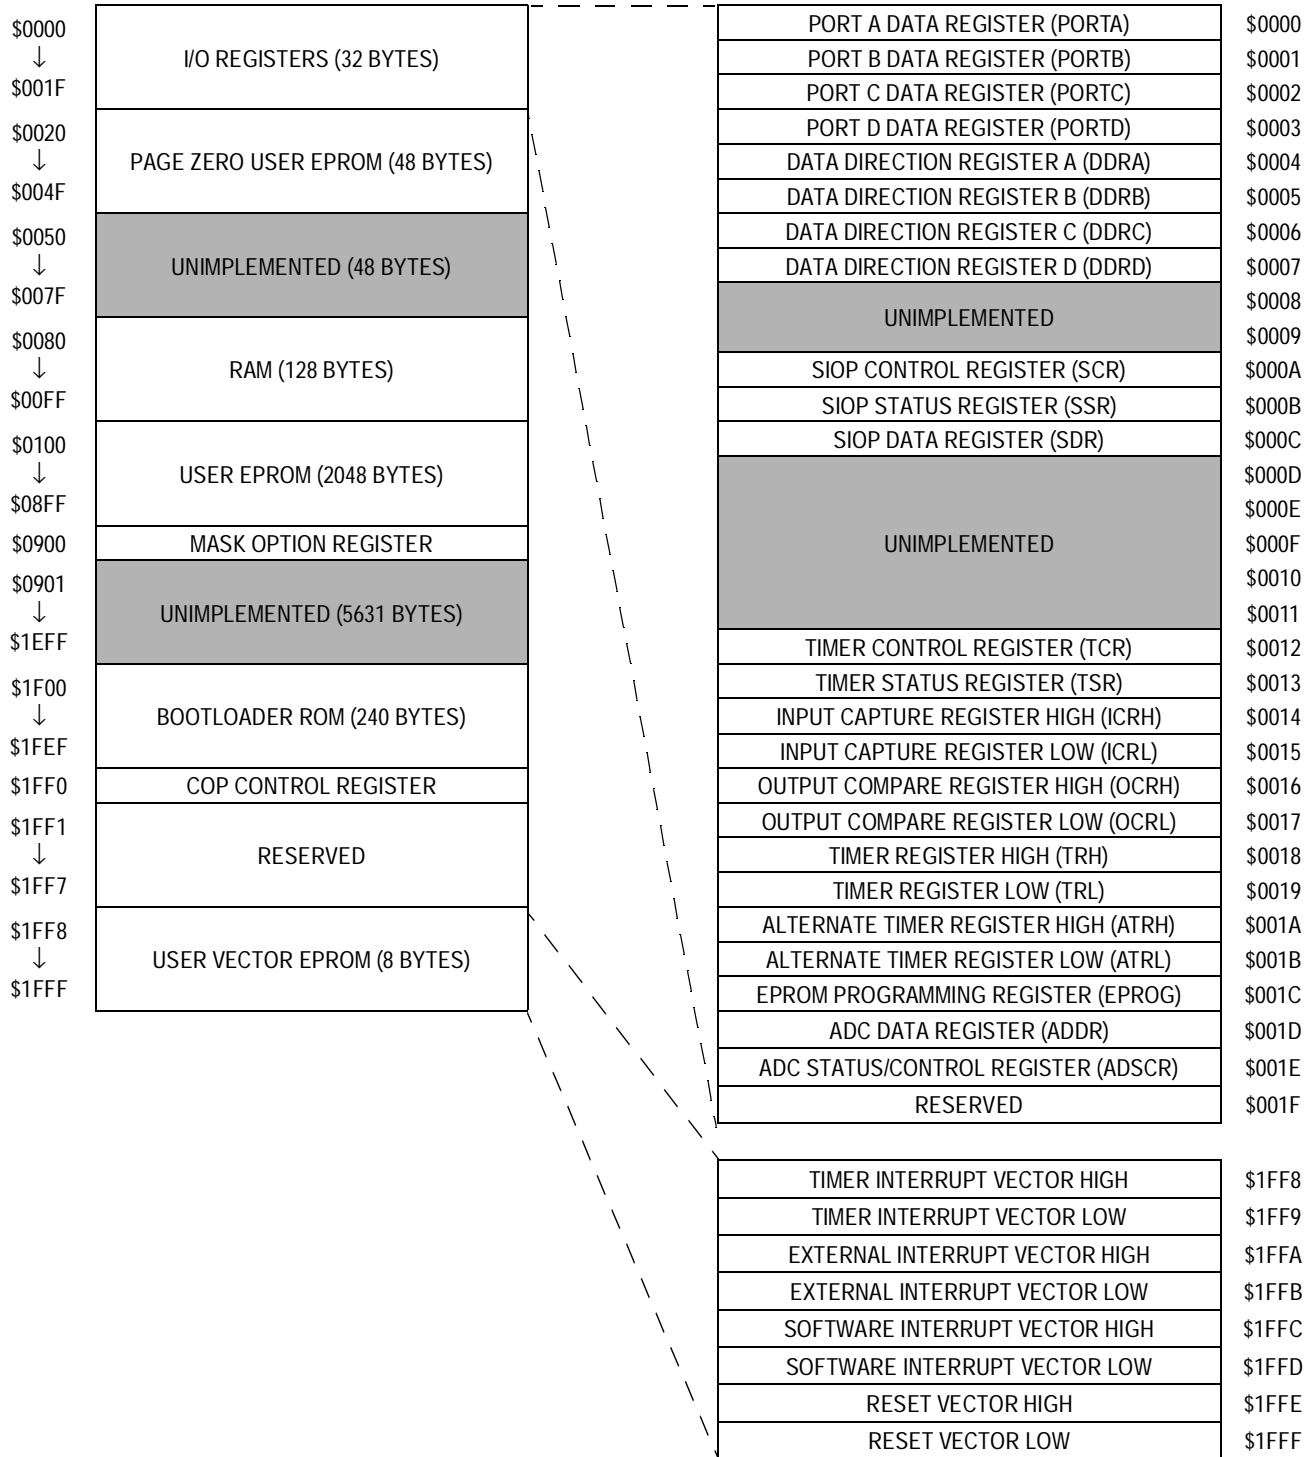 $0000
↓
$001F
I/O REGISTERS (32 BYTES)
$0020
↓
$004F
PAGE ZERO USER EPROM (48 BYTES)
$0050
↓
$007F
UNIMPLEMENTED (48 BYTES)
$0080
↓
$00FF
RAM (128 BYTES)
$0100
↓
$08FF
USER EPROM (2048 BYTES)
$0900
MASK OPTION REGISTER
$0901
↓
$1EFF
UNIMPLEMENTED (5631 BYTES)
$1F00
↓
$1FEF
BOOTLOADER ROM (240 BYTES)
$1FF0
COP CONTROL REGISTER
$1FF1
↓
$1FF7
RESERVED
$1FF8
↓
$1FFF
USER VECTOR EPROM (8 BYTES)
PORT A DATA REGISTER (PORTA) $0000
PORT B DATA REGISTER (PORTB) $0001
PORT C DATA REGISTER (PORTC) $0002
PORT D DATA REGISTER (PORTD) $0003
DATA DIRECTION REGISTER A (DDRA) $0004
DATA DIRECTION REGISTER B (DDRB) $0005
DATA DIRECTION REGISTER C (DDRC) $0006
DATA DIRECTION REGISTER D (DDRD) $0007
UNIMPLEMENTED
$0008
$0009
SIOP CONTROL REGISTER (SCR) $000A
SIOP STATUS REGISTER (SSR) $000B
SIOP DATA REGISTER (SDR) $000C
$000D
$000E
UNIMPLEMENTED $000F
$0010
$0011
TIMER CONTROL REGISTER (TCR) $0012
TIMER STATUS REGISTER (TSR) $0013
INPUT CAPTURE REGISTER HIGH (ICRH) $0014
INPUT CAPTURE REGISTER LOW (ICRL) $0015
OUTPUT COMPARE REGISTER HIGH (OCRH) $0016
OUTPUT COMPARE REGISTER LOW (OCRL) $0017
TIMER REGISTER HIGH (TRH) $0018
TIMER REGISTER LOW (TRL) $0019
ALTERNATE TIMER REGISTER HIGH (ATRH) $001A
ALTERNATE TIMER REGISTER LOW (ATRL) $001B
EPROM PROGRAMMING REGISTER (EPROG) $001C
ADC DATA REGISTER (ADDR) $001D
ADC STATUS/CONTROL REGISTER (ADSCR) $001E
RESERVED $001F
TIMER INTERRUPT VECTOR HIGH $1FF8
TIMER INTERRUPT VECTOR LOW $1FF9
EXTERNAL INTERRUPT VECTOR HIGH $1FFA
EXTERNAL INTERRUPT VECTOR LOW $1FFB
SOFTWARE INTERRUPT VECTOR HIGH $1FFC
SOFTWARE INTERRUPT VECTOR LOW $1FFD
RESET VECTOR HIGH $1FFE
RESET VECTOR LOW $1FFF